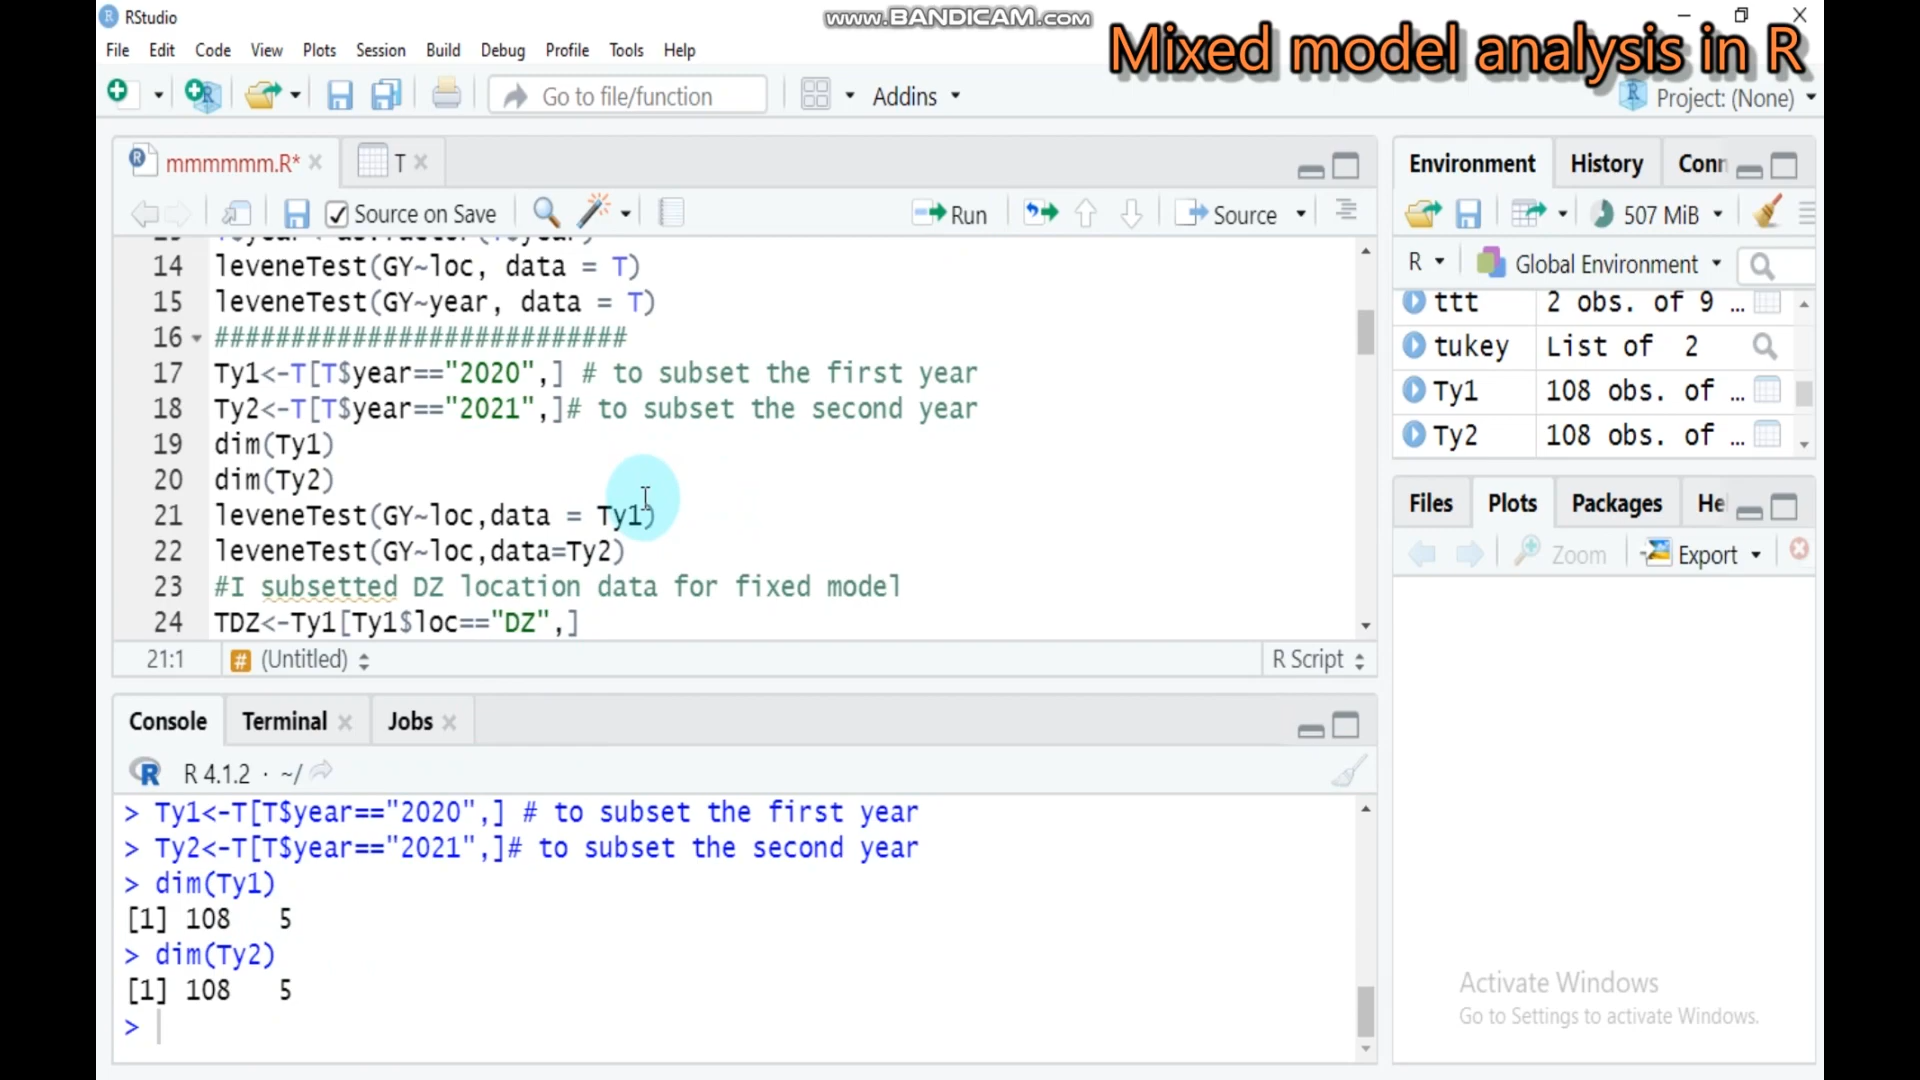 RStudio
www.BANDICAM.com
Mixed model analysis in R
File Edit Code View Plots Session Build Debug Profile Tools Help
Go to file/function
Addins
Project: (None)
mmmmmm.R*
T
Source on Save
Run
Source
14 leveneTest(GY~loc, data = T)
15 leveneTest(GY~year, data = T)
16 ###########################
17 Ty1<-T[T$year=="2020",] # to subset the first year
18 Ty2<-T[T$year=="2021",]# to subset the second year
19 dim(Ty1)
20 dim(Ty2)
21 leveneTest(GY~loc,data = Ty1)
22 leveneTest(GY~loc,data=Ty2)
23 #I subsetted DZ location data for fixed model
24 TDZ<-Ty1[Ty1$loc=="DZ",]
21:1
# (Untitled)
R Script
Console Terminal Jobs
R 4.1.2 · ~/
> Ty1<-T[T$year=="2020",] # to subset the first year
> Ty2<-T[T$year=="2021",]# to subset the second year
> dim(Ty1)
[1] 108   5
> dim(Ty2)
[1] 108   5
>
Environment History Conn
507 MiB
R
Global Environment
ttt 2 obs. of 9 ...
tukey List of 2
Ty1 108 obs. of ...
Ty2 108 obs. of ...
Files Plots Packages He
Zoom
Export
Activate Windows
Go to Settings to activate Windows.